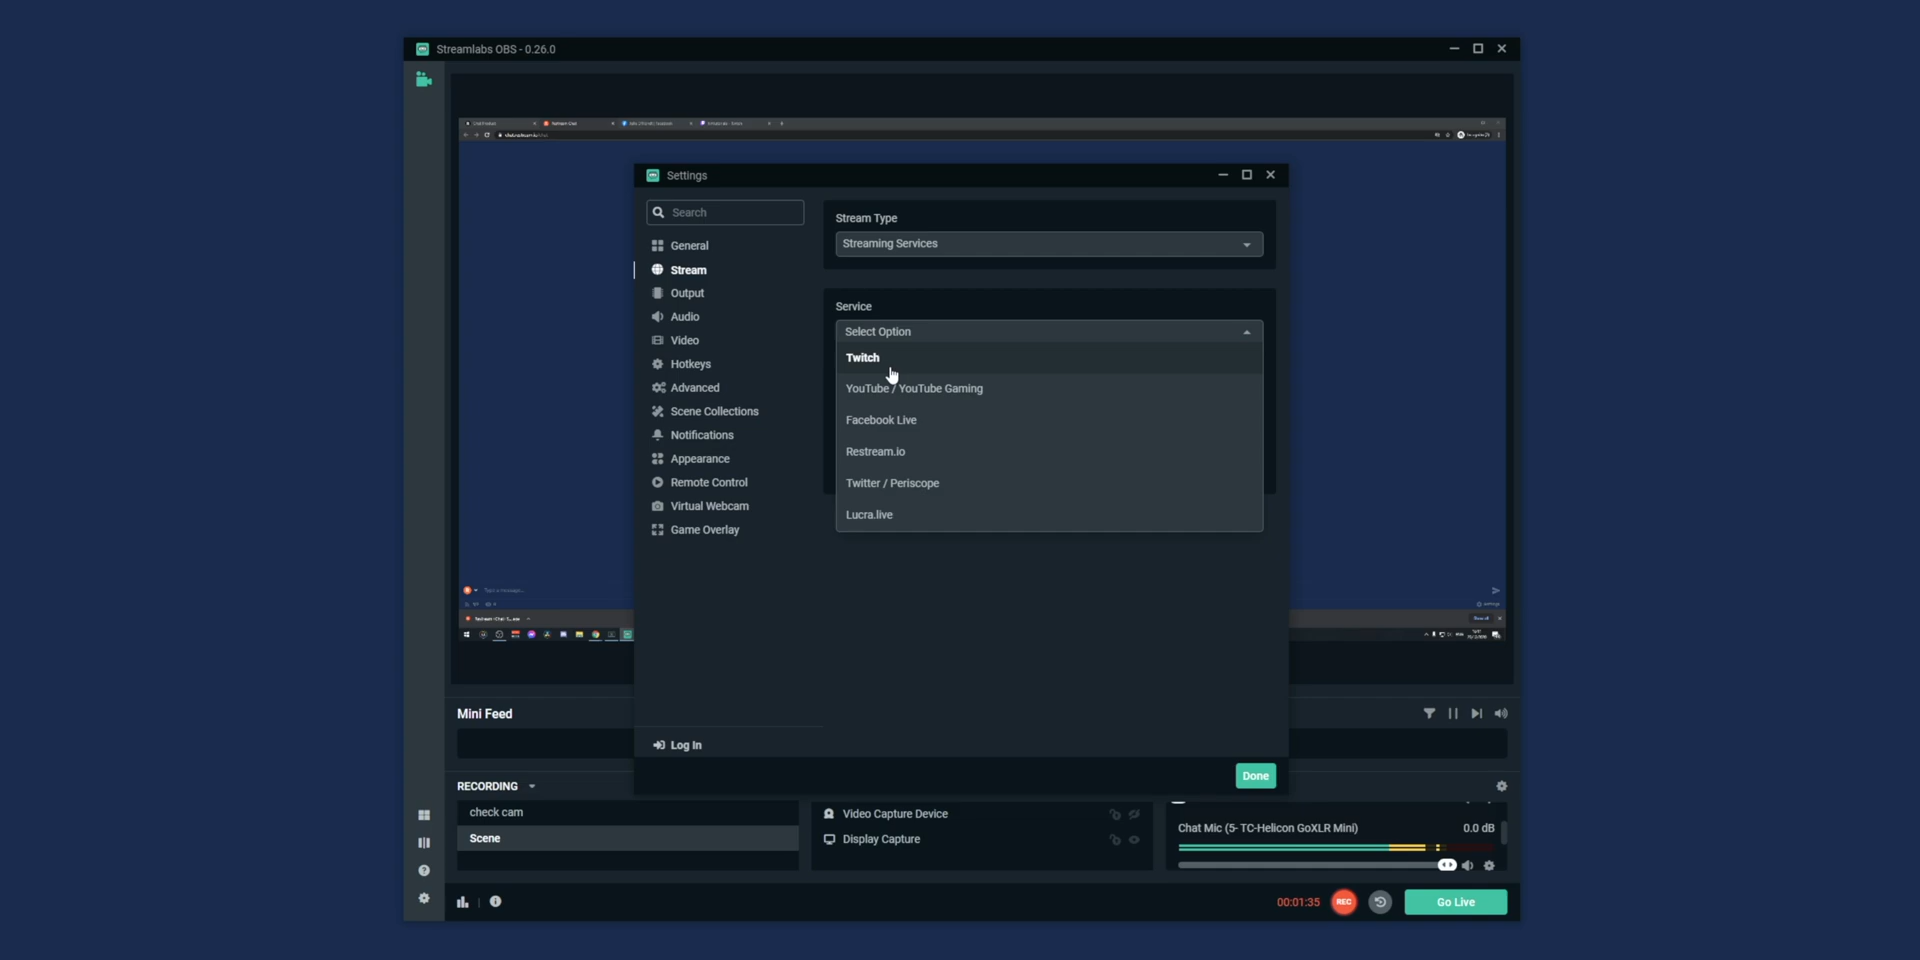 Streamlabs OBS - 0.26.0
Settings
Search
General
Stream
Output
Audio
Video
Hotkeys
Advanced
Scene Collections
Notifications
Appearance
Remote Control
Virtual Webcam
Game Overlay
Log In
Stream Type
Streaming Services
Service
Select Option
Twitch
YouTube / YouTube Gaming
Facebook Live
Restream.io
Twitter / Periscope
Lucra.live
Done
Mini Feed
RECORDING
check cam
Scene
Video Capture Device
Display Capture
Chat Mic (5- TC-Helicon GoXLR Mini) 0.0 dB
00:01:35 REC Go Live